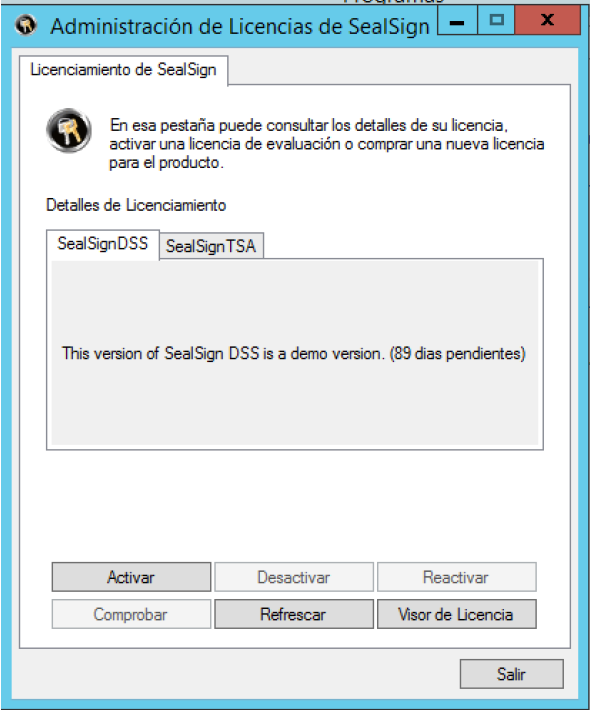 Programas
Administración de Licencias de SealSign
x
Licenciamiento de SealSign
En esa pestaña puede consultar los detalles de su licencia,
activar una licencia de evaluación o comprar una nueva licencia
para el producto.
Detalles de Licenciamiento
SealSignDSS SealSignTSA
This version of SealSign DSS is a demo version. (89 dias pendientes)
Activar Desactivar Reactivar
Comprobar Refrescar Visor de Licencia
Salir